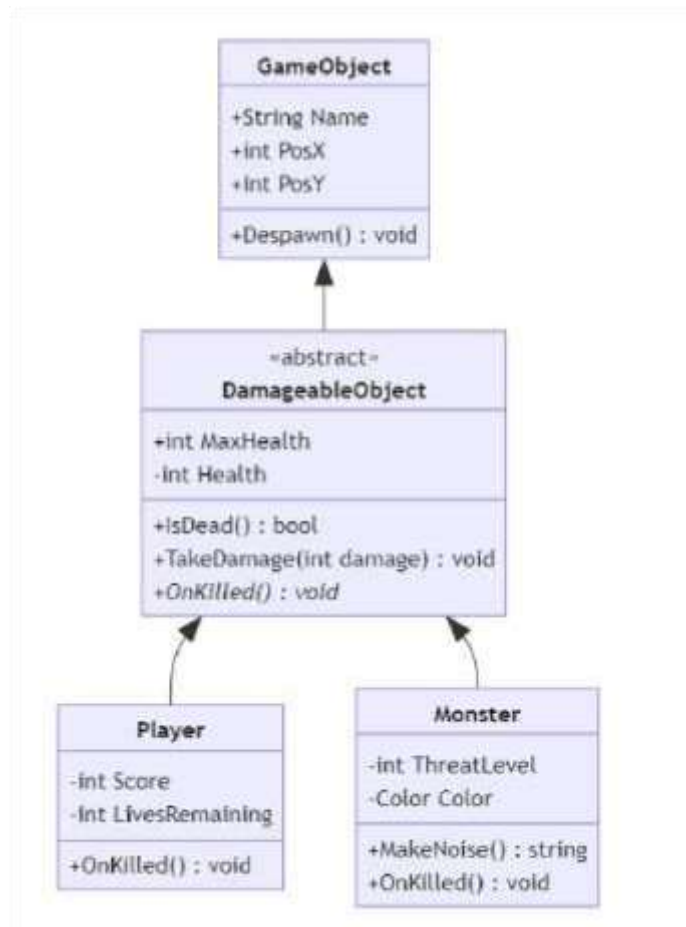 GameObject
+String Name
+int PosX
+int PosY
+Despawn() : void
«abstract»
DamageableObject
+int MaxHealth
-int Health
+IsDead() : bool
+TakeDamage(int damage) : void
+OnKilled() : void
Player
-int Score
-int LivesRemaining
+OnKilled() : void
Monster
-int ThreatLevel
-Color Color
+MakeNoise() : string
+OnKilled() : void